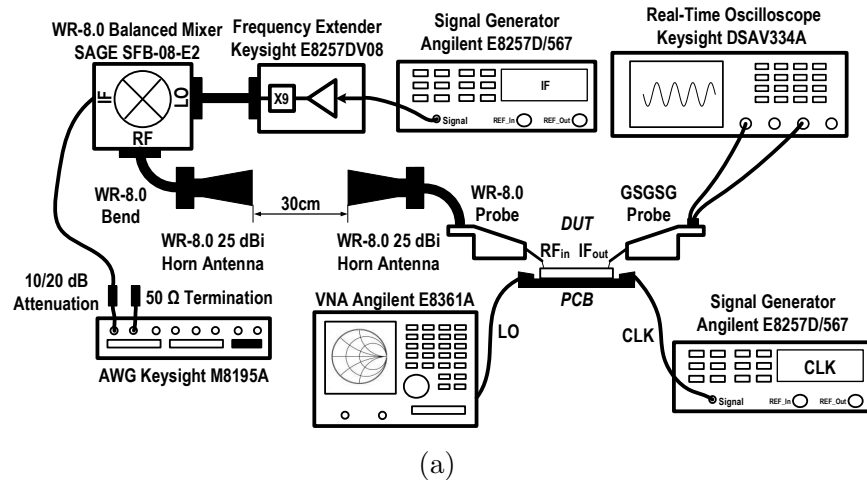 WR-8.0 Balanced Mixer
SAGE SFB-08-E2
Frequency Extender
Keysight E8257DV08
Signal Generator
Angilent E8257D/567
Real-Time Oscilloscope
Keysight DSAV334A
IF
LO
RF
X9
IF
Signal
REF_In
REF_Out
WR-8.0
Bend
30cm
WR-8.0 25 dBi
Horn Antenna
WR-8.0 25 dBi
Horn Antenna
WR-8.0
Probe
DUT
GSGSG
Probe
RFin
IFout
PCB
10/20 dB
Attenuation
50 Ω Termination
AWG Keysight M8195A
VNA Angilent E8361A
LO
CLK
Signal Generator
Angilent E8257D/567
CLK
Signal
REF_In
REF_Out
(a)